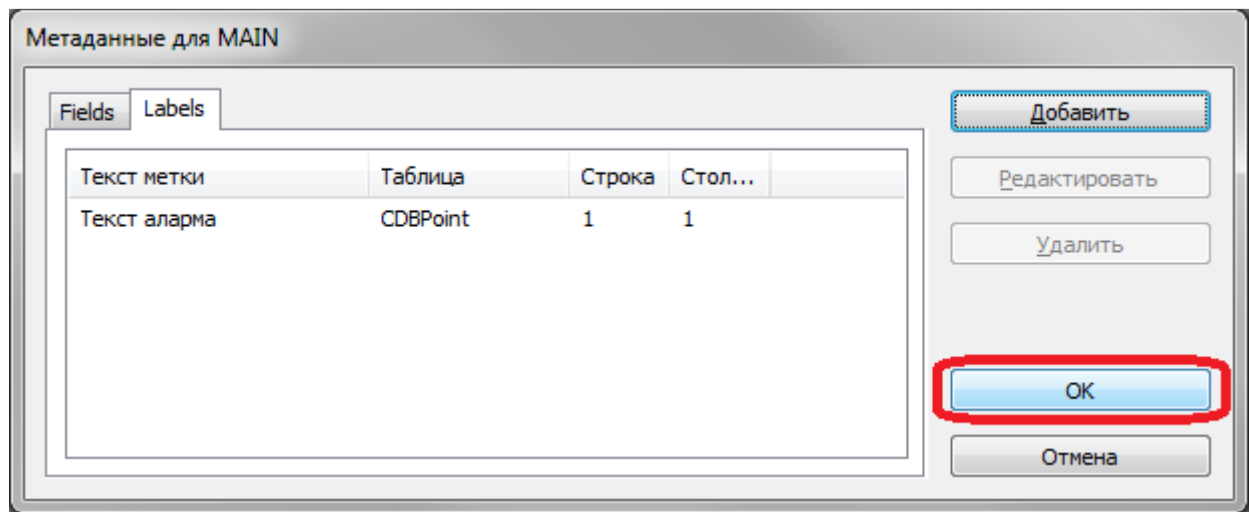 Метаданные для MAIN
Fields Labels
Текст метки Таблица Строка Стол...
Текст аларма CDBPoint 1 1
Добавить
Редактировать
Удалить
OK
Отмена